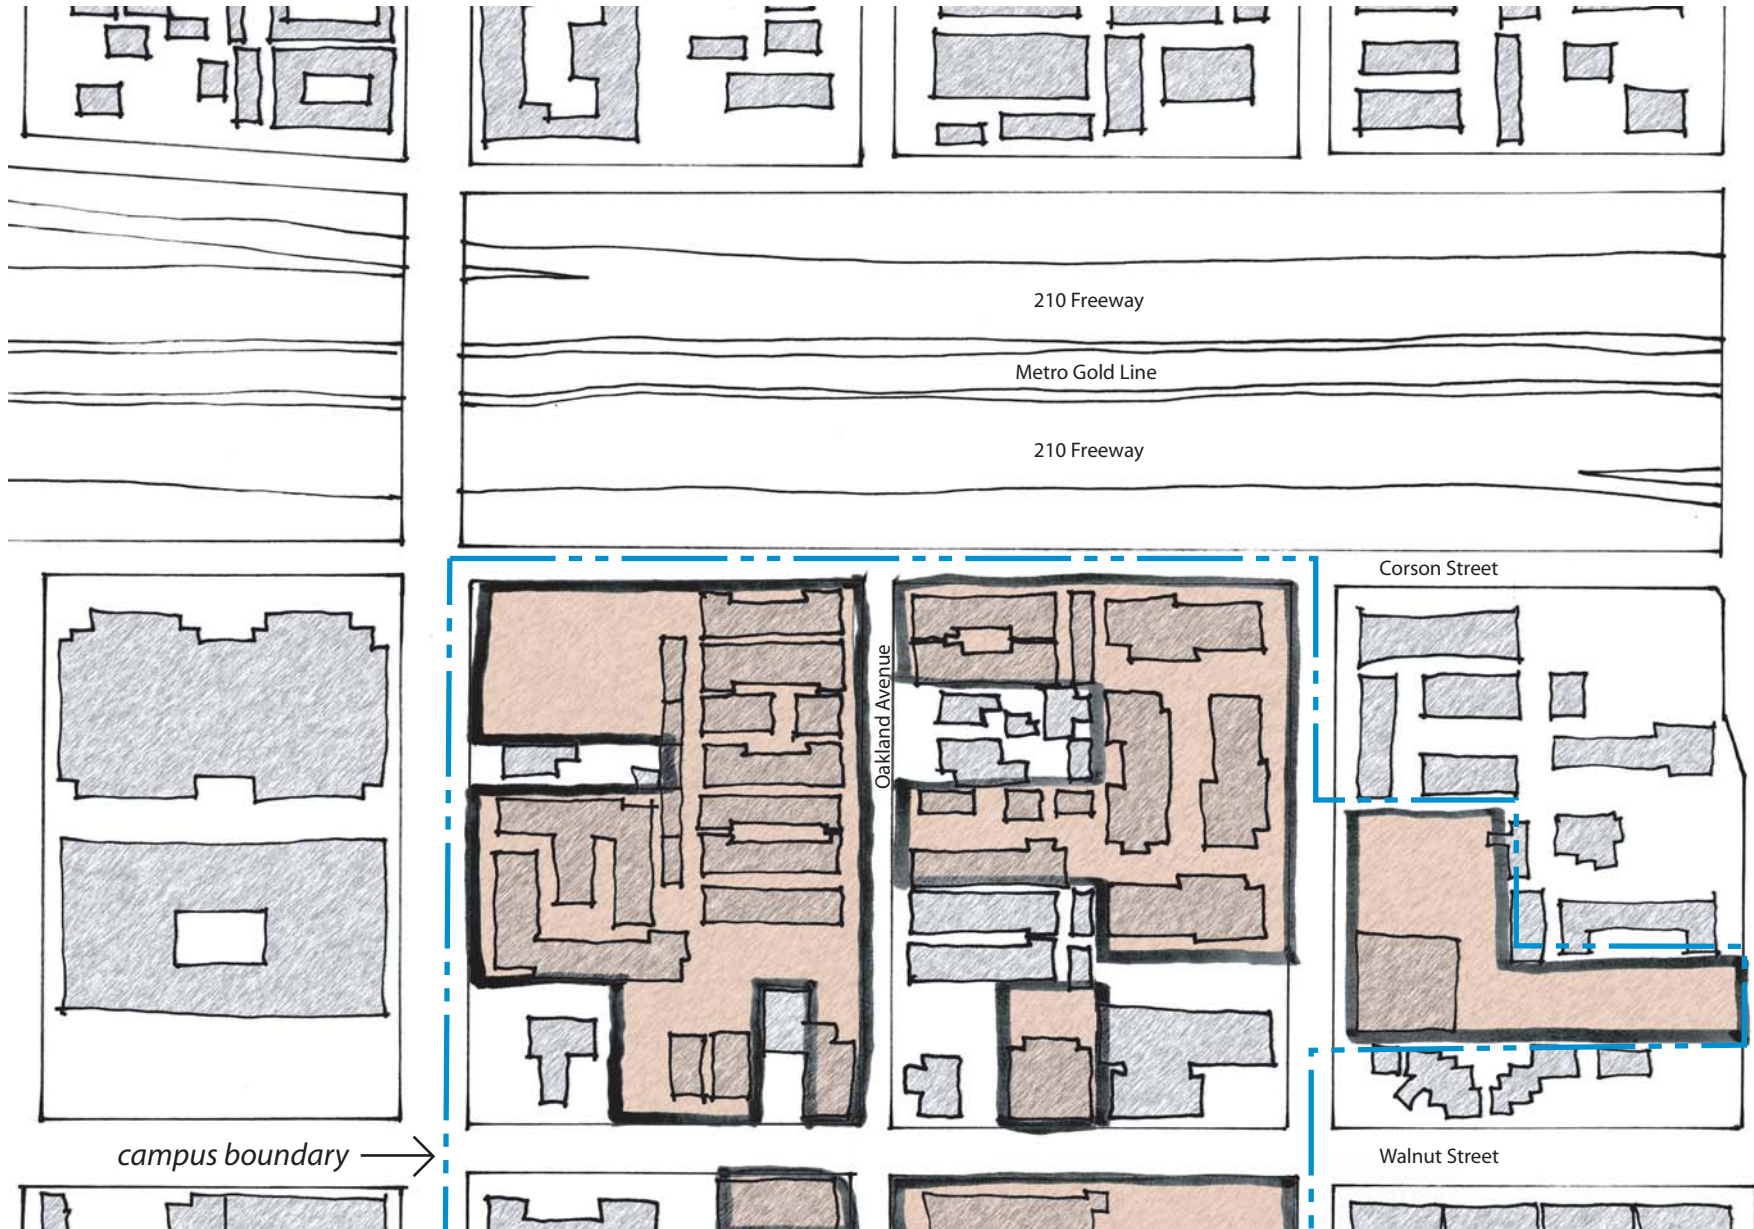 210 Freeway
Metro Gold Line
210 Freeway
Corson Street
Oakland Avenue
campus boundary
Walnut Street